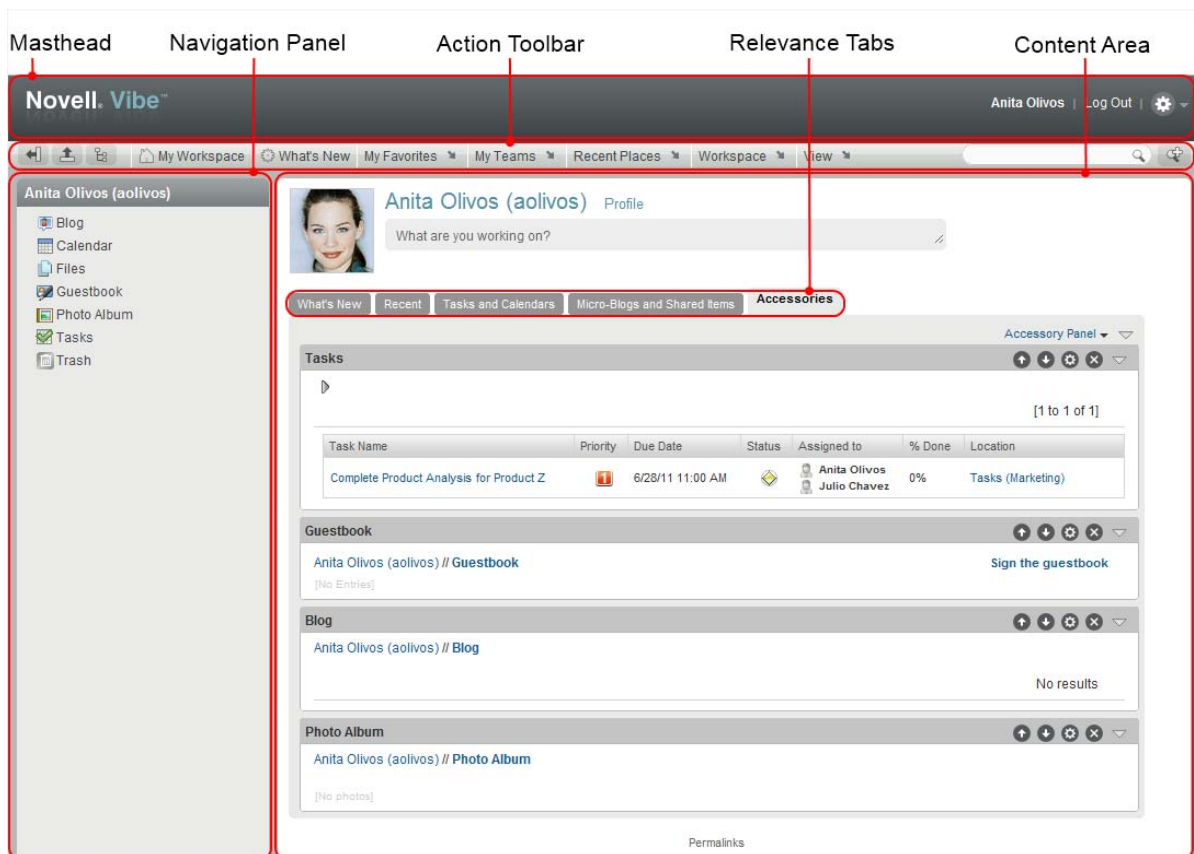 Masthead Navigation Panel Action Toolbar Relevance Tabs Content Area
Novell® Vibe™
Anita Olivos | Log Out |
My Workspace What's New My Favorites My Teams Recent Places Workspace View
Anita Olivos (aolivos)
Blog
Calendar
Files
Guestbook
Photo Album
Tasks
Trash
Anita Olivos (aolivos) Profile
What are you working on?
What's New Recent Tasks and Calendars Micro-Blogs and Shared Items Accessories
Accessory Panel
Tasks
[1 to 1 of 1]
Task Name Priority Due Date Status Assigned to % Done Location
Complete Product Analysis for Product Z 1 6/28/11 11:00 AM Anita Olivos 0% Tasks (Marketing)
Julio Chavez
Guestbook
Anita Olivos (aolivos) // Guestbook Sign the guestbook
[No Entries]
Blog
Anita Olivos (aolivos) // Blog
No results
Photo Album
Anita Olivos (aolivos) // Photo Album
[No photos]
Permalinks